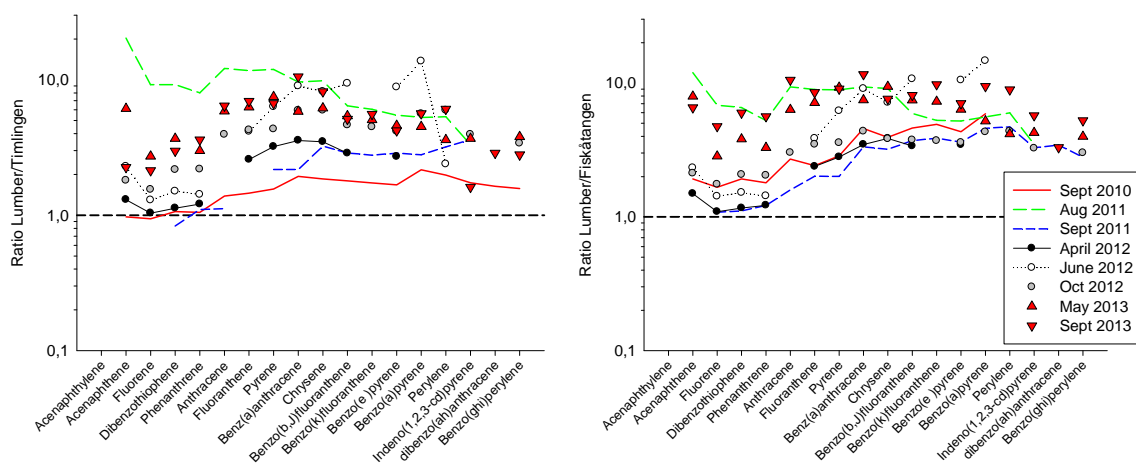 Ratio Lumber/Timlingen
10,0
1,0
0,1
Acenaphthylene
Acenaphthene
Fluorene
Dibenzothiophene
Phenanthrene
Anthracene
Fluoranthene
Pyrene
Benz(a)anthracene
Chrysene
Benzo(b,J)fluoranthene
Benzo(k)fluoranthene
Benzo(e )pyrene
Benzo(a)pyrene
Perylene
Indeno(1,2,3-cd)pyrene
dibenzo(ah)anthracene
Benzo(ghi)perylene
Ratio Lumber/Fiskåtangen
10,0
1,0
0,1
Acenaphthylene
Acenaphthene
Fluorene
Dibenzothiophene
Phenanthrene
Anthracene
Fluoranthene
Pyrene
Benz(a)anthracene
Chrysene
Benzo(b,J)fluoranthene
Benzo(k)fluoranthene
Benzo(e )pyrene
Benzo(a)pyrene
Perylene
Indeno(1,2,3-cd)pyrene
dibenzo(ah)anthracene
Benzo(ghi)perylene
Sept 2010
Aug 2011
Sept 2011
April 2012
June 2012
Oct 2012
May 2013
Sept 2013